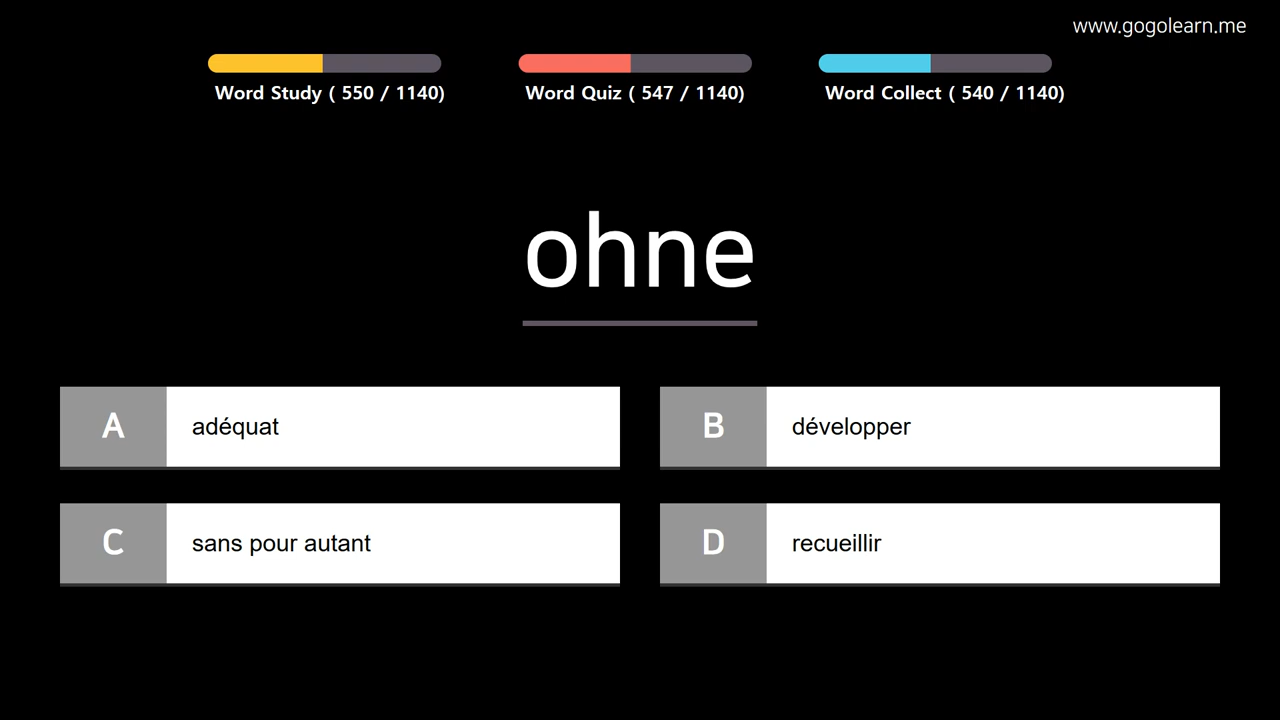 www.gogolearn.me
Word Study ( 550 / 1140)
Word Quiz ( 547 / 1140)
Word Collect ( 540 / 1140)
ohne
A
adéquat
B
développer
C
sans pour autant
D
recueillir